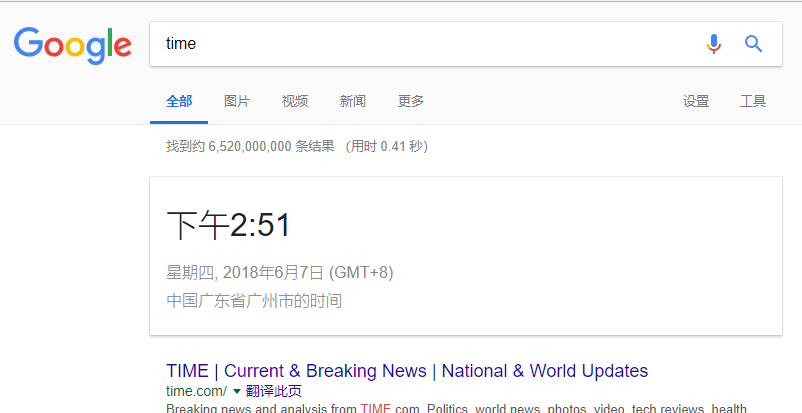 Google
time
全部 图片 视频 新闻 更多 设置 工具
找到约 6,520,000,000 条结果 （用时 0.41 秒）
下午2:51
星期四, 2018年6月7日 (GMT+8)
中国广东省广州市的时间
TIME | Current & Breaking News | National & World Updates
time.com/ 翻译此页
Breaking news and analysis from TIME.com. Politics, world news, photos, video, tech reviews, health,